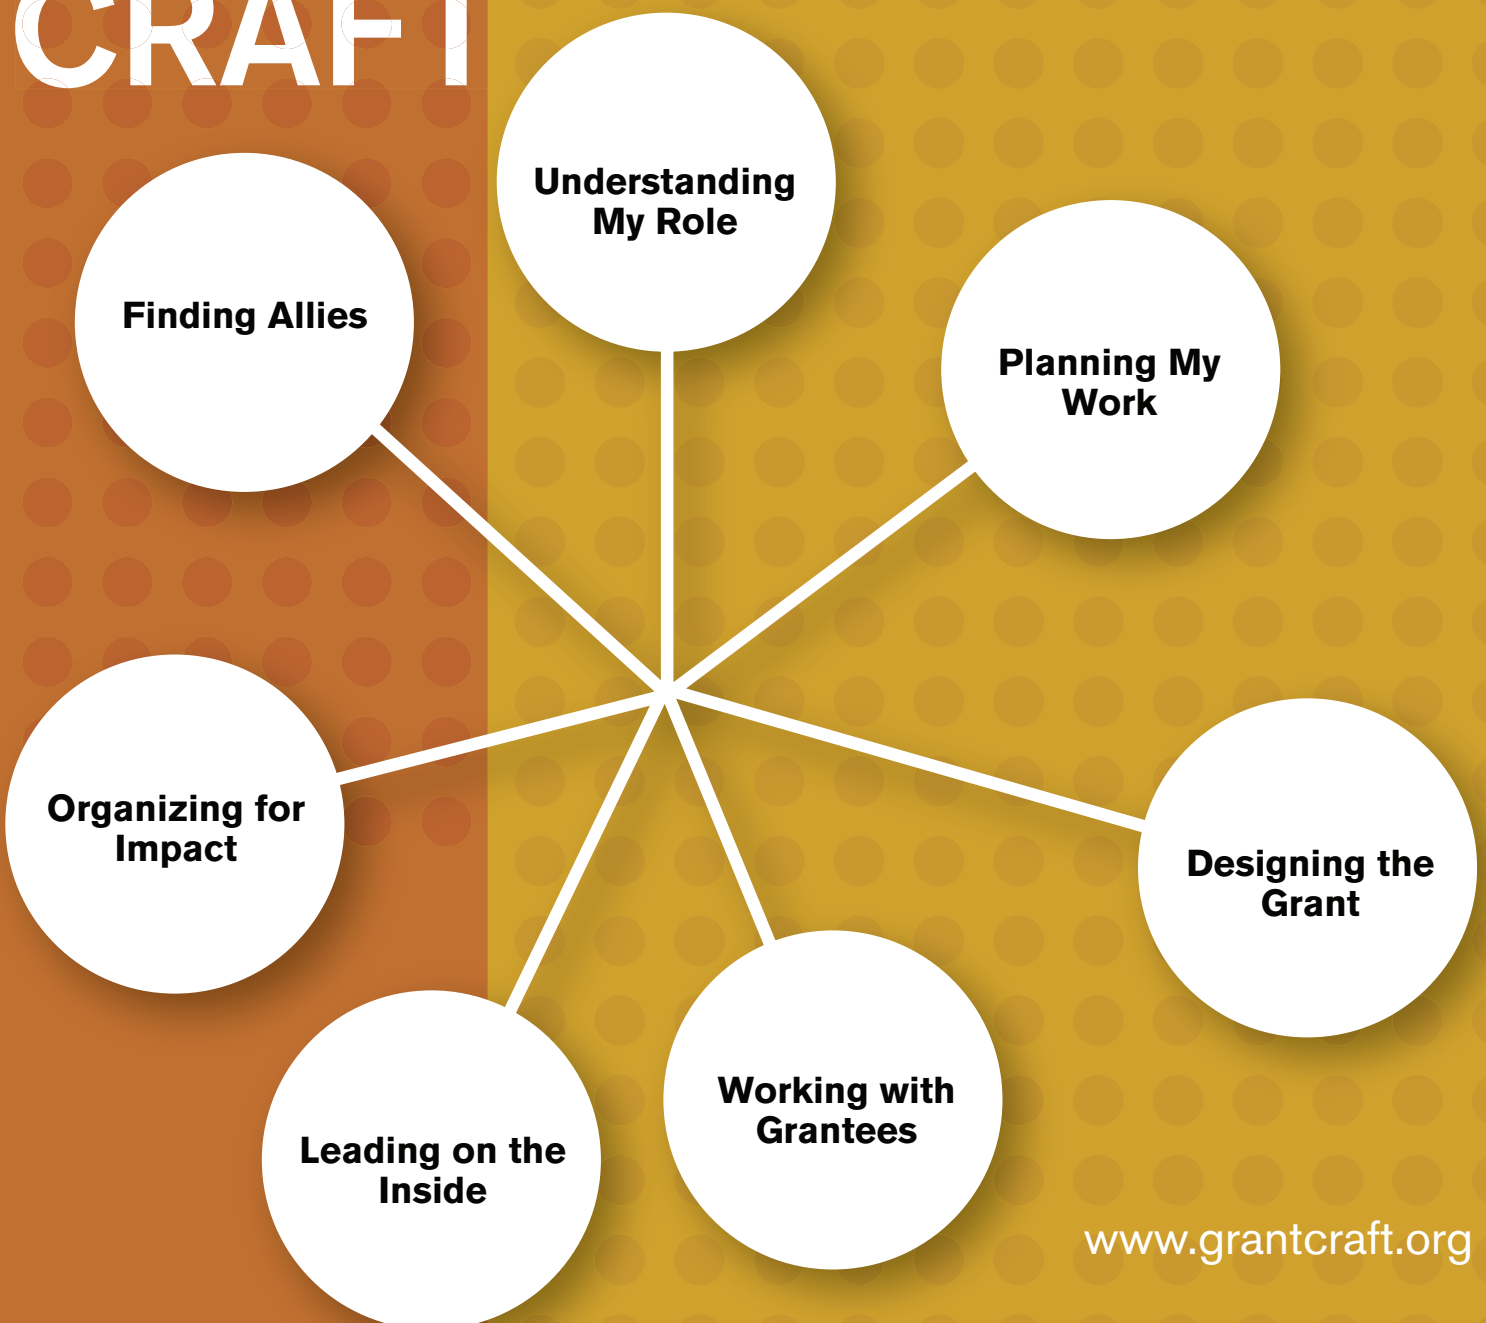 CRAFT
Understanding
My Role
Finding Allies
Planning My
Work
Organizing for
Impact
Designing the
Grant
Working with
Grantees
Leading on the
Inside
www.grantcraft.org